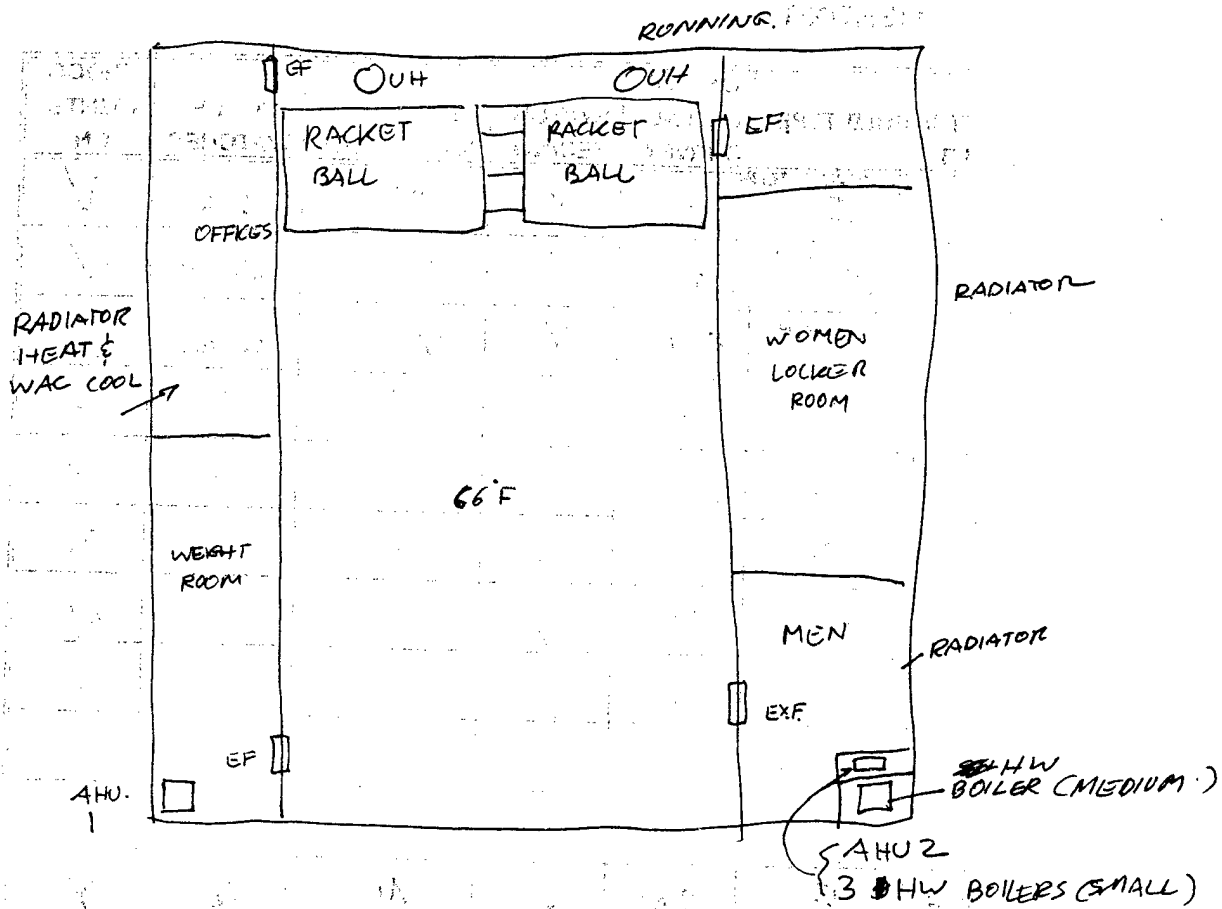 RUNNING.
EF
UH
UH
RACKET
BALL
RACKET
BALL
EF
OFFICES
RADIATOR
HEAT &
WAC COOL
RADIATOR
WOMEN
LOCKER
ROOM
66°F
WEIGHT
ROOM
MEN
RADIATOR
EXF.
EF
AHU.
1
HW
BOILER (MEDIUM.)
AHU 2
3 HW BOILERS (SMALL)